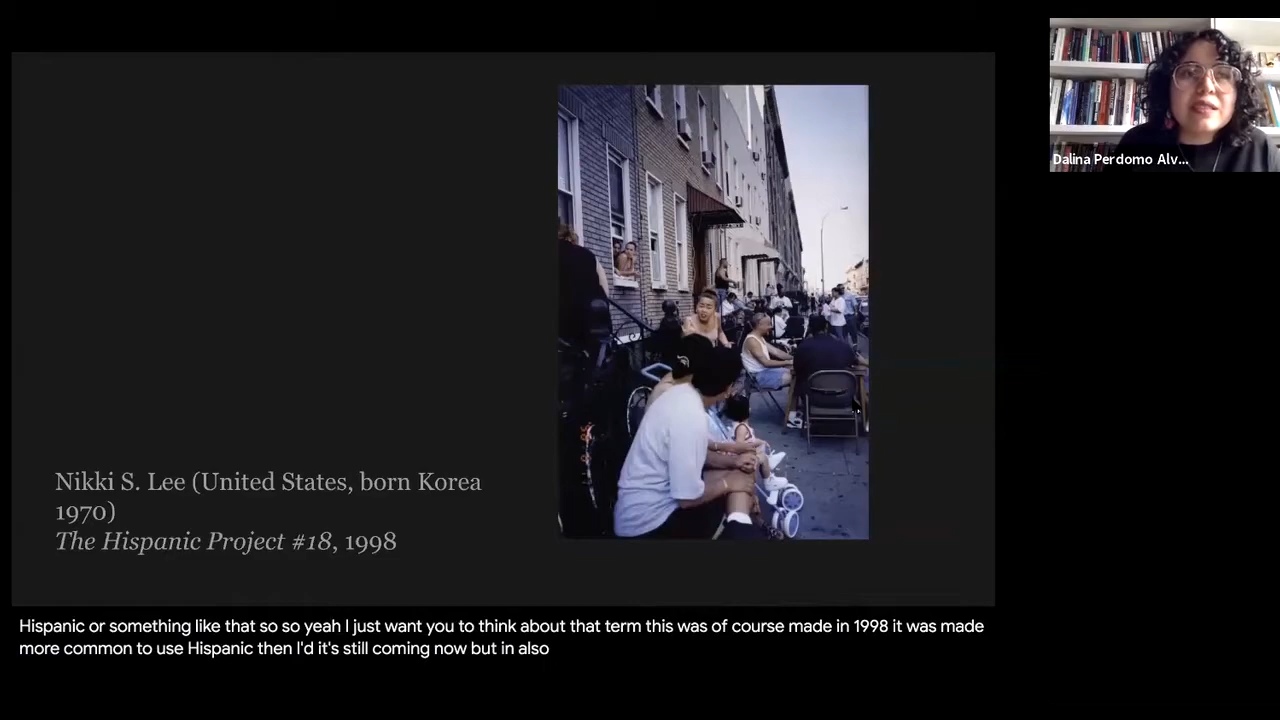 Dalina Perdomo Alv...
Nikki S. Lee (United States, born Korea
1970)
The Hispanic Project #18, 1998
Hispanic or something like that so so yeah I just want you to think about that term this was of course made in 1998 it was made
more common to use Hispanic then I'd it's still coming now but in also